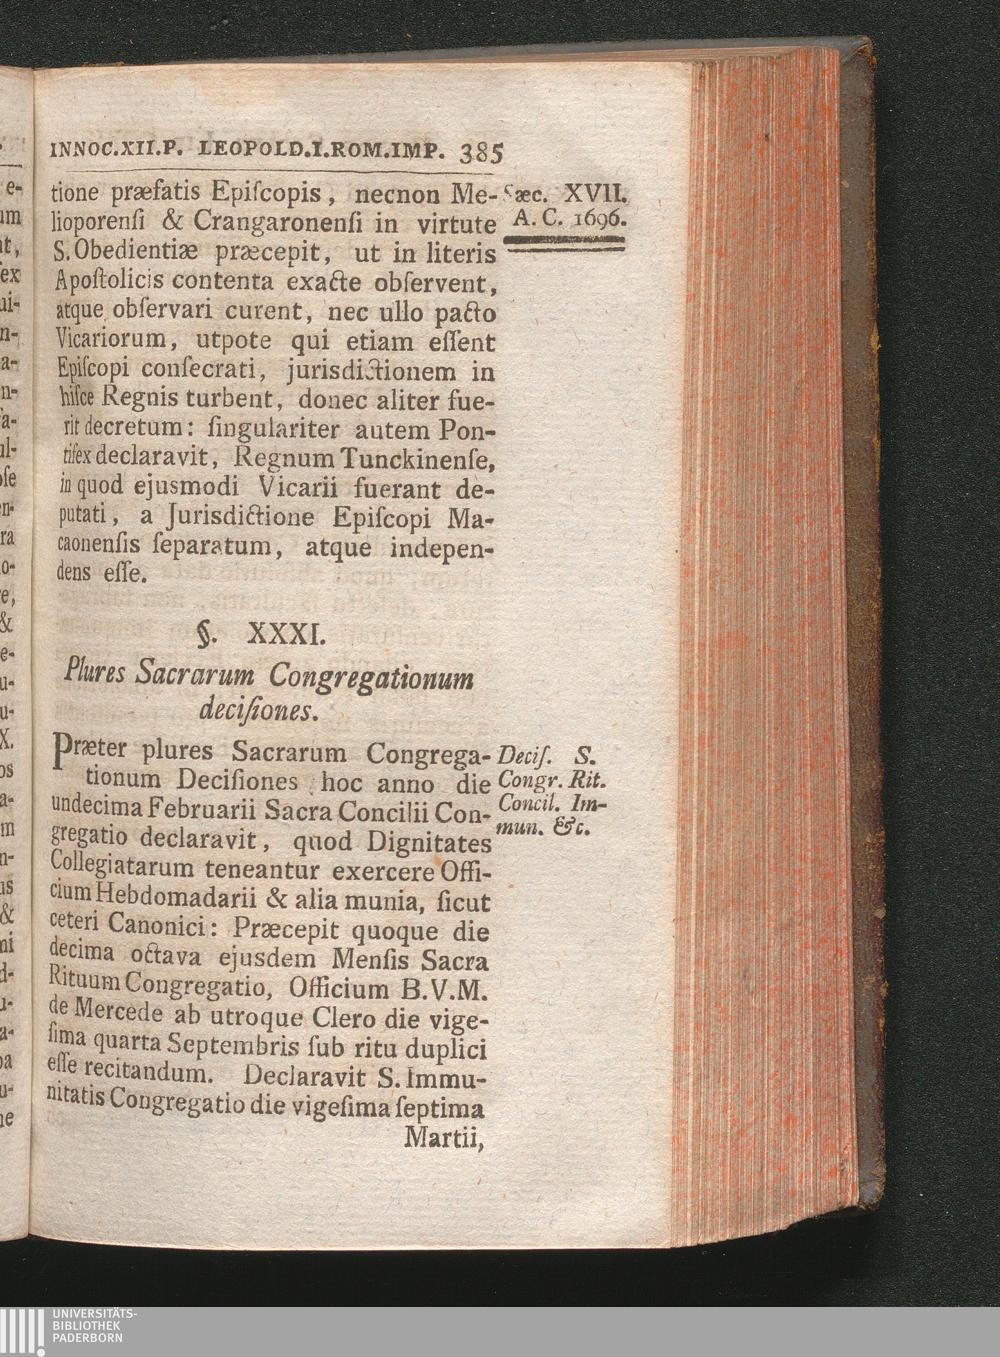 INNOC.XII.P. LEOPOLD.I.ROM.IMP. 385
tione præfatis Epiſcopis, necnon Me-
lioporenſi & Crangaronenſi in virtute
S. Obedientiæ præcepit, ut in literis
Apoſtolicis contenta exacte obſervent,
atque obſervari curent, nec ullo pacto
Vicariorum, utpote qui etiam eſſent
Epiſcopi conſecrati, jurisdictionem in
hiſce Regnis turbent, donec aliter fue-
rit decretum: ſingulariter autem Pon-
tifex declaravit, Regnum Tunckinenſe,
in quod ejusmodi Vicarii fuerant de-
putati, a Jurisdictione Epiſcopi Ma-
caonenſis ſeparatum, atque indepen-
dens eſſe.
Sæc. XVII.
A. C. 1696.
§. XXXI.
Plures Sacrarum Congregationum
deciſiones.
Præter plures Sacrarum Congrega-
tionum Deciſiones hoc anno die
undecima Februarii Sacra Concilii Con-
gregatio declaravit, quod Dignitates
Collegiatarum teneantur exercere Offi-
cium Hebdomadarii & alia munia, ſicut
ceteri Canonici: Præcepit quoque die
decima octava ejusdem Menſis Sacra
Rituum Congregatio, Officium B.V.M.
de Mercede ab utroque Clero die vige-
ſima quarta Septembris ſub ritu duplici
eſſe recitandum. Declaravit S. Immu-
nitatis Congregatio die vigeſima ſeptima
Martii,
Deciſ. S.
Congr. Rit.
Concil. Im-
mun. &c.
UNIVERSITÄTS-
BIBLIOTHEK
PADERBORN